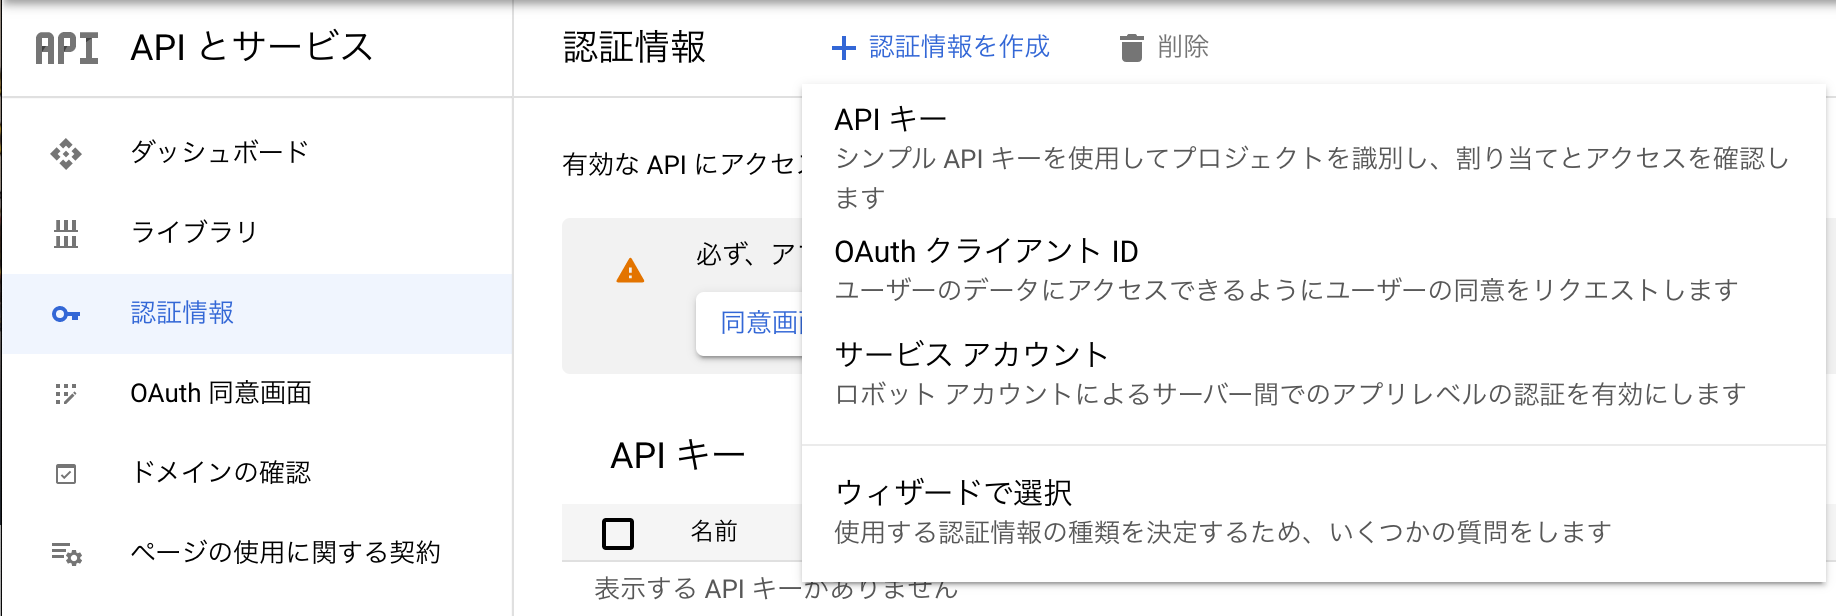 API APIとサービス
認証情報
認証情報を作成
削除
ダッシュボード
ライブラリ
認証情報
OAuth 同意画面
ドメインの確認
ページの使用に関する契約
有効な API にアクセ
必ず、ア
同意画
API キー
名前
表示する API キーがありません
API キー
シンプル API キーを使用してプロジェクトを識別し、割り当てとアクセスを確認し
ます
OAuth クライアント ID
ユーザーのデータにアクセスできるようにユーザーの同意をリクエストします
サービス アカウント
ロボット アカウントによるサーバー間でのアプリレベルの認証を有効にします
ウィザードで選択
使用する認証情報の種類を決定するため、いくつかの質問をします